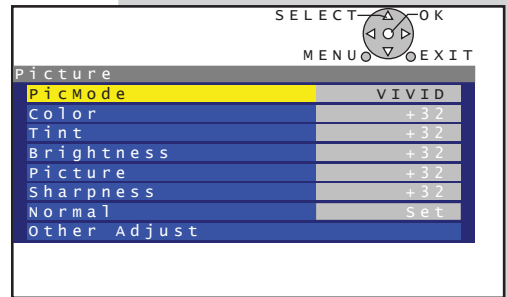 SELECT OK
MENU EXIT
Picture
PicMode VIVID
Color +32
Tint +32
Brightness +32
Picture +32
Sharpness +32
Normal Set
Other Adjust